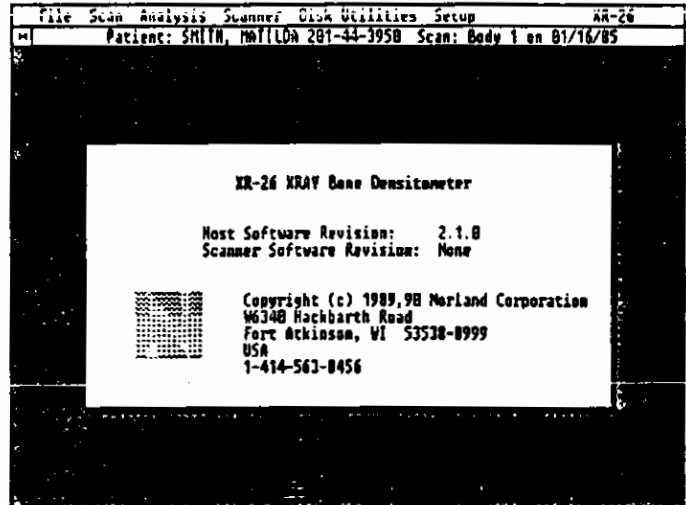 File Scan Analysis Scanner Disk Utilities Setup XR-26
Patient: SMITH, MATILDA 201-44-3950 Scan: Body 1 on 01/16/85
XR-26 XRAY Bone Densitometer
Host Software Revision: 2.1.0
Scanner Software Revision: None
Copyright (c) 1989,90 Norland Corporation
W6340 Hackbarth Road
Fort Atkinson, WI 53538-8999
USA
1-414-563-8456